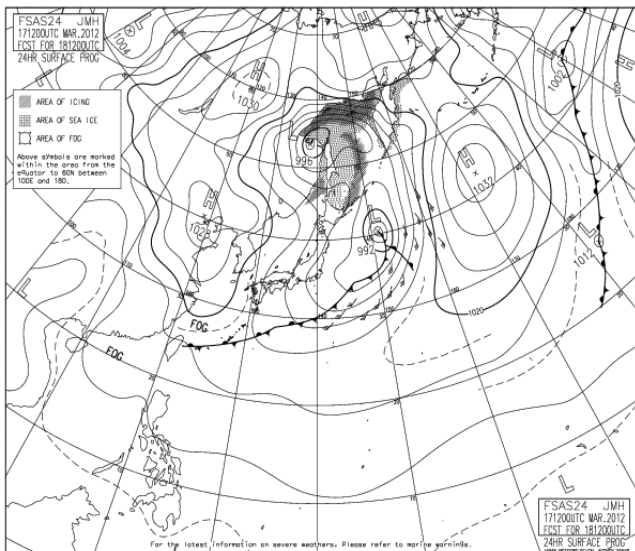 FSAS24 JMH
171200UTC MAR.2012
FCST FOR 181200UTC
24HR SURFACE PROG
AREA OF ICING
AREA OF SEA ICE
AREA OF FOG
Above symbols are marked
within the area from the
equator to 60N between
100E and 180.
L
1004
H
1030
L
996
H
1028
L
992
H
1032
L
1002
H
L
1012
1020
L
FOG
FOG
L
For the latest information on severe weathers, Please refer to marine warnings.
FSAS24 JMH
171200UTC MAR.2012
FCST FOR 181200UTC
24HR SURFACE PROG